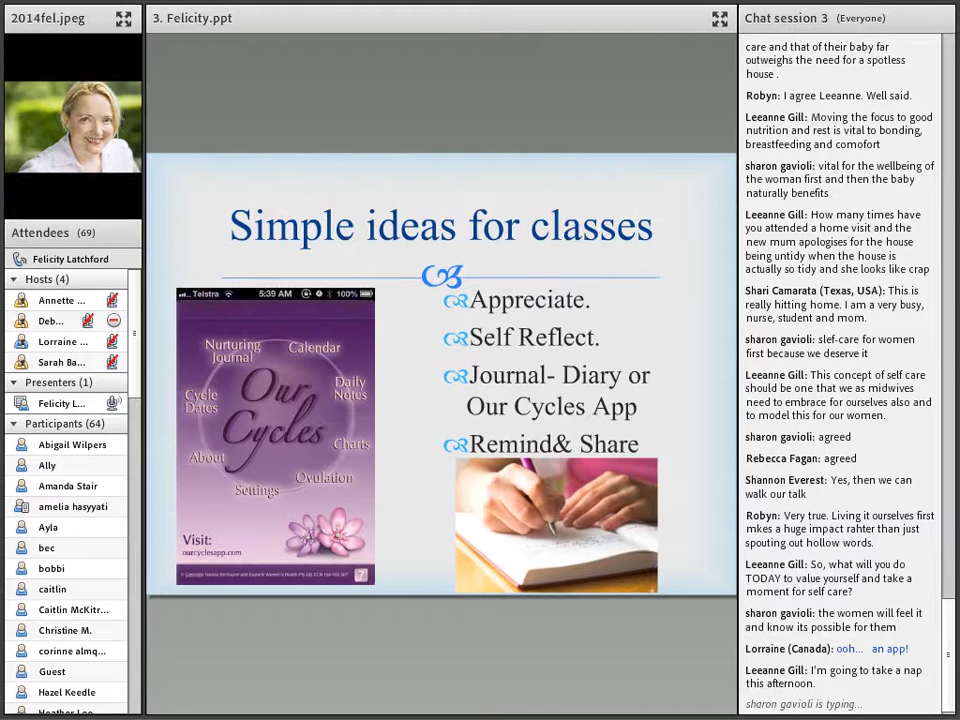 2014fel.jpeg
Attendees (69)
Felicity Latchford
Hosts (4)
Annette ...
Deb...
Lorraine ...
Sarah Ba...
Presenters (1)
Felicity L...
Participants (64)
Abigail Wilpers
Ally
Amanda Stair
amelia hasyyati
Ayla
bec
bobbi
caitlin
Caitlin McKitr...
Christine M.
corinne almq...
Guest
Hazel Keedle
3. Felicity.ppt
Simple ideas for classes
Telstra 5:39 AM 100%
Nurturing
Journal
Calendar
Cycle
Dates
Our
Cycles
Daily
Notes
About
Charts
Settings
Ovulation
Visit:
ourcyclesapp.com
?
Appreciate.
Self Reflect.
Journal- Diary or
Our Cycles App
Remind& Share
Chat session 3 (Everyone)
care and that of their baby far
outweighs the need for a spotless
house .
Robyn: I agree Leeanne. Well said.
Leeanne Gill: Moving the focus to good
nutrition and rest is vital to bonding,
breastfeeding and comofort
sharon gavioli: vital for the wellbeing of
the woman first and then the baby
naturally benefits
Leeanne Gill: How many times have
you attended a home visit and the
new mum apologises for the house
being untidy when the house is
actually so tidy and she looks like crap
Shari Camarata (Texas, USA): This is
really hitting home. I am a very busy,
nurse, student and mom.
sharon gavioli: slef-care for women
first because we deserve it
Leeanne Gill: This concept of self care
should be one that we as midwives
need to embrace for ourselves also and
to model this for our women.
sharon gavioli: agreed
Rebecca Fagan: agreed
Shannon Everest: Yes, then we can
walk our talk
Robyn: Very true. Living it ourselves first
mkes a huge impact rahter than just
spouting out hollow words.
Leeanne Gill: So, what will you do
TODAY to value yourself and take a
moment for self care?
sharon gavioli: the women will feel it
and know its possible for them
Lorraine (Canada): ooh... an app!
Leeanne Gill: I'm going to take a nap
this afternoon.
sharon gavioli is typing...